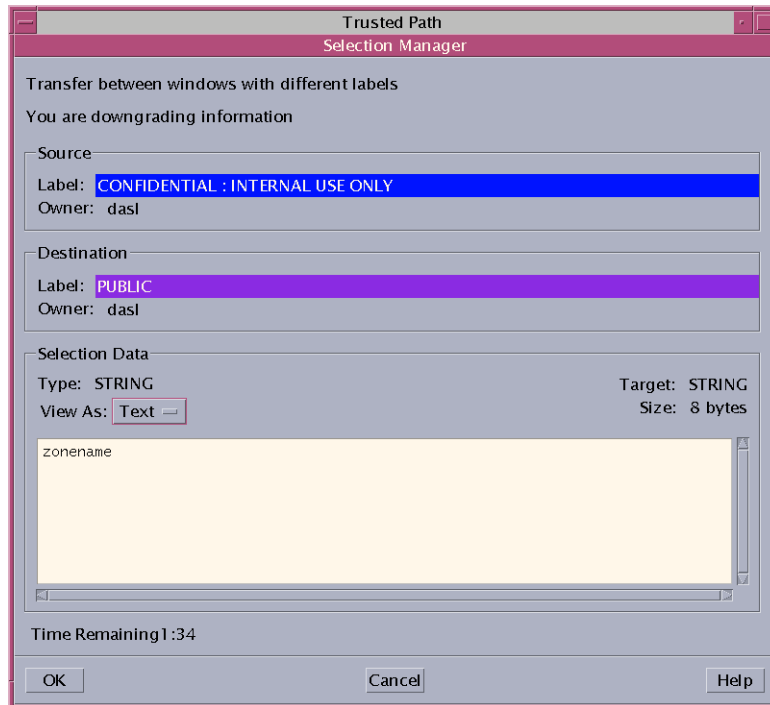 Trusted Path
Selection Manager
Transfer between windows with different labels
You are downgrading information
Source
Label: CONFIDENTIAL : INTERNAL USE ONLY
Owner: dasl
Destination
Label: PUBLIC
Owner: dasl
Selection Data
Type: STRING Target: STRING
View As: Text Size: 8 bytes
zonename
Time Remaining1:34
OK Cancel Help